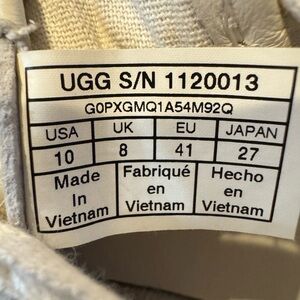 UGG S/N 1120013
G0PXGMQ1A54M92Q
USA UK EU JAPAN
10 8 41 27
Made Fabriqué Hecho
In en en
Vietnam Vietnam Vietnam